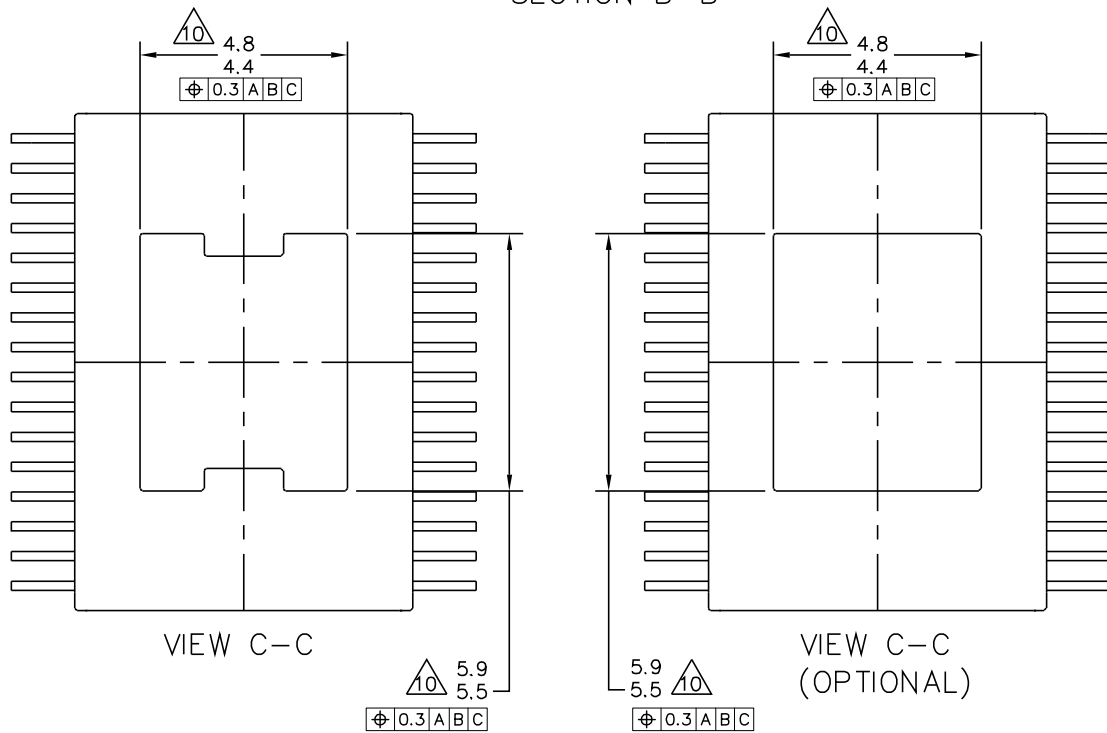 SECTION B-B
10 4.8
4.4
⌖ 0.3 A B C
10 4.8
4.4
⌖ 0.3 A B C
VIEW C-C
10 5.9
5.5
⌖ 0.3 A B C
5.9
5.5 10
⌖ 0.3 A B C
VIEW C-C
(OPTIONAL)